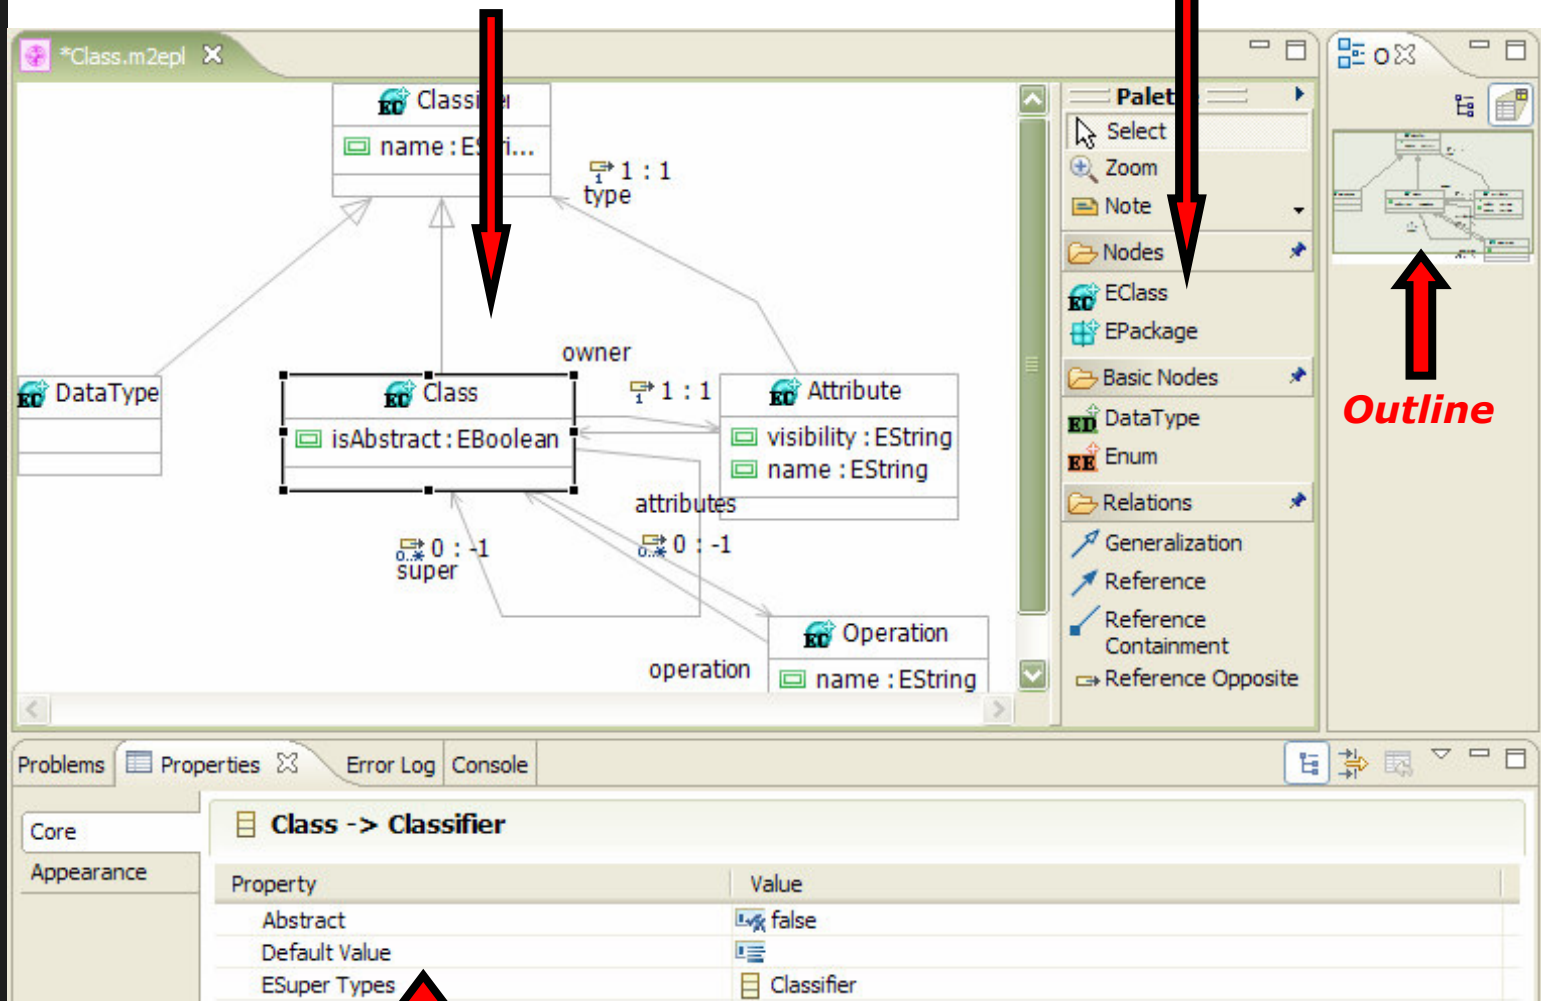 *Class.m2epl
O
Classifier
name : EStri...
1 : 1
type
DataType
owner
Class
isAbstract : EBoolean
1 : 1
Attribute
visibility : EString
name : EString
attributes
0 : -1
0 : -1
super
Operation
operation
name : EString
Palette
Select
Zoom
Note
Nodes
EClass
EPackage
Basic Nodes
DataType
Enum
Relations
Generalization
Reference
Reference
Containment
Reference Opposite
Outline
Problems
Properties
Error Log
Console
Core
Appearance
Class -> Classifier
Property Value
Abstract false
Default Value
ESuper Types Classifier